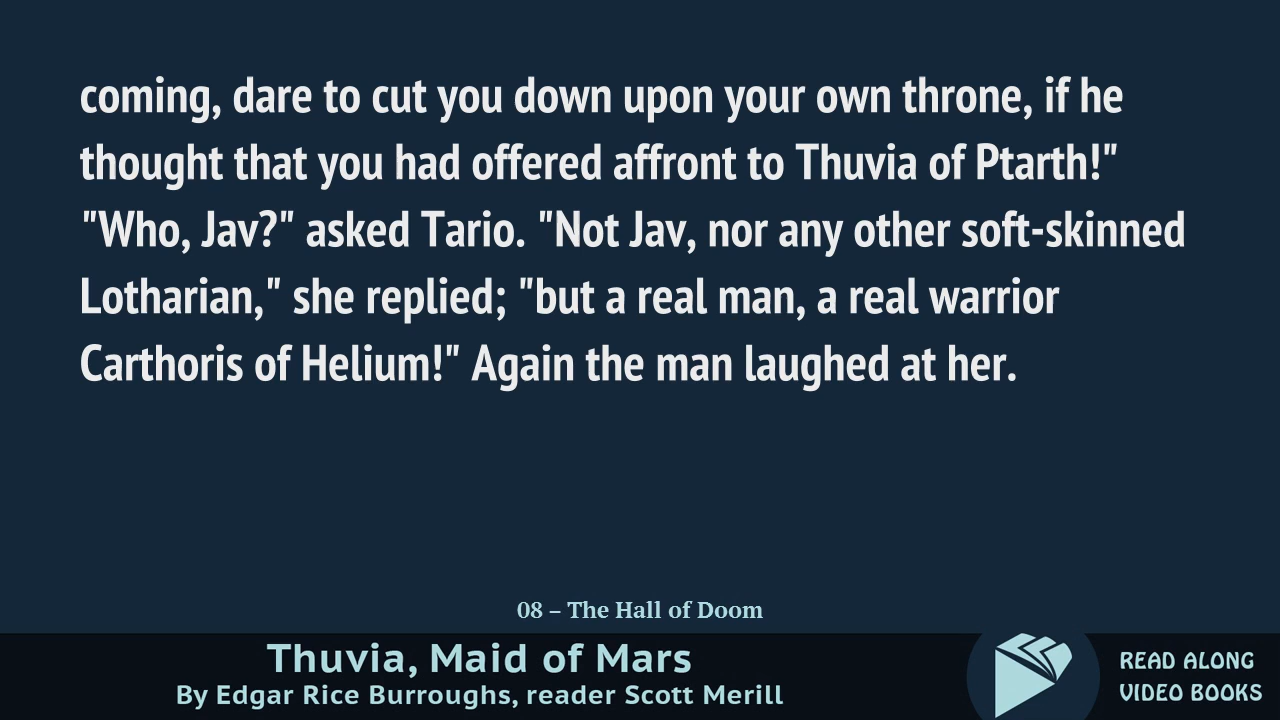 coming, dare to cut you down upon your own throne, if he
thought that you had offered affront to Thuvia of Ptarth!"
"Who, Jav?" asked Tario. "Not Jav, nor any other soft-skinned
Lotharian," she replied; "but a real man, a real warrior
Carthoris of Helium!" Again the man laughed at her.
08 – The Hall of Doom
Thuvia, Maid of Mars
By Edgar Rice Burroughs, reader Scott Merill
READ ALONG
VIDEO BOOKS